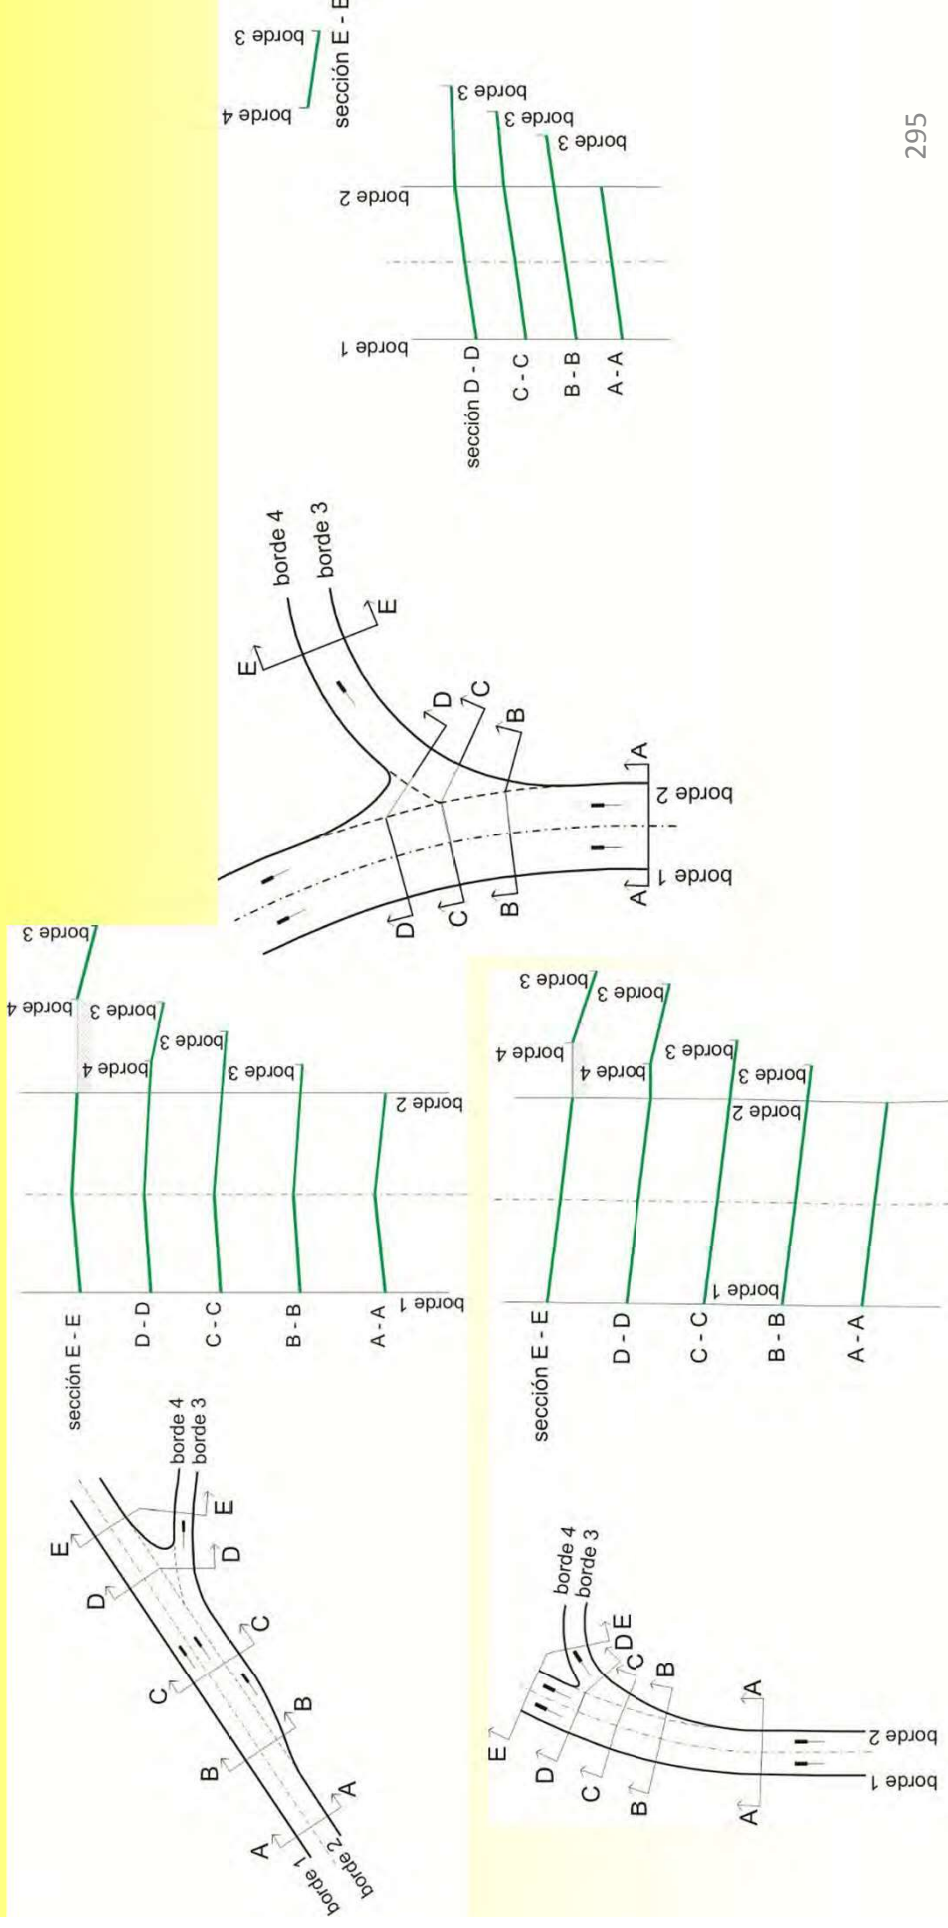 borde 3
borde 4
sección E - E
borde 3
borde 3
borde 3
borde 2
borde 1
sección D - D
C - C
B - B
A - A
295
borde 4
borde 3
E
E
D
C
B
A
D
C
B
A
borde 2
borde 1
borde 3
borde 4
borde 3
borde 4
borde 3
borde 3
borde 2
borde 1
sección E - E
D - D
C - C
B - B
A - A
borde 4
borde 3
E
E
D
D
C
C
B
B
A
A
borde 1
borde 2
borde 3
borde 4
borde 3
borde 4
borde 3
borde 3
borde 2
borde 1
sección E - E
D - D
C - C
B - B
A - A
borde 4
borde 3
E
D
C
B
A
E
D
C
B
A
borde 2
borde 1